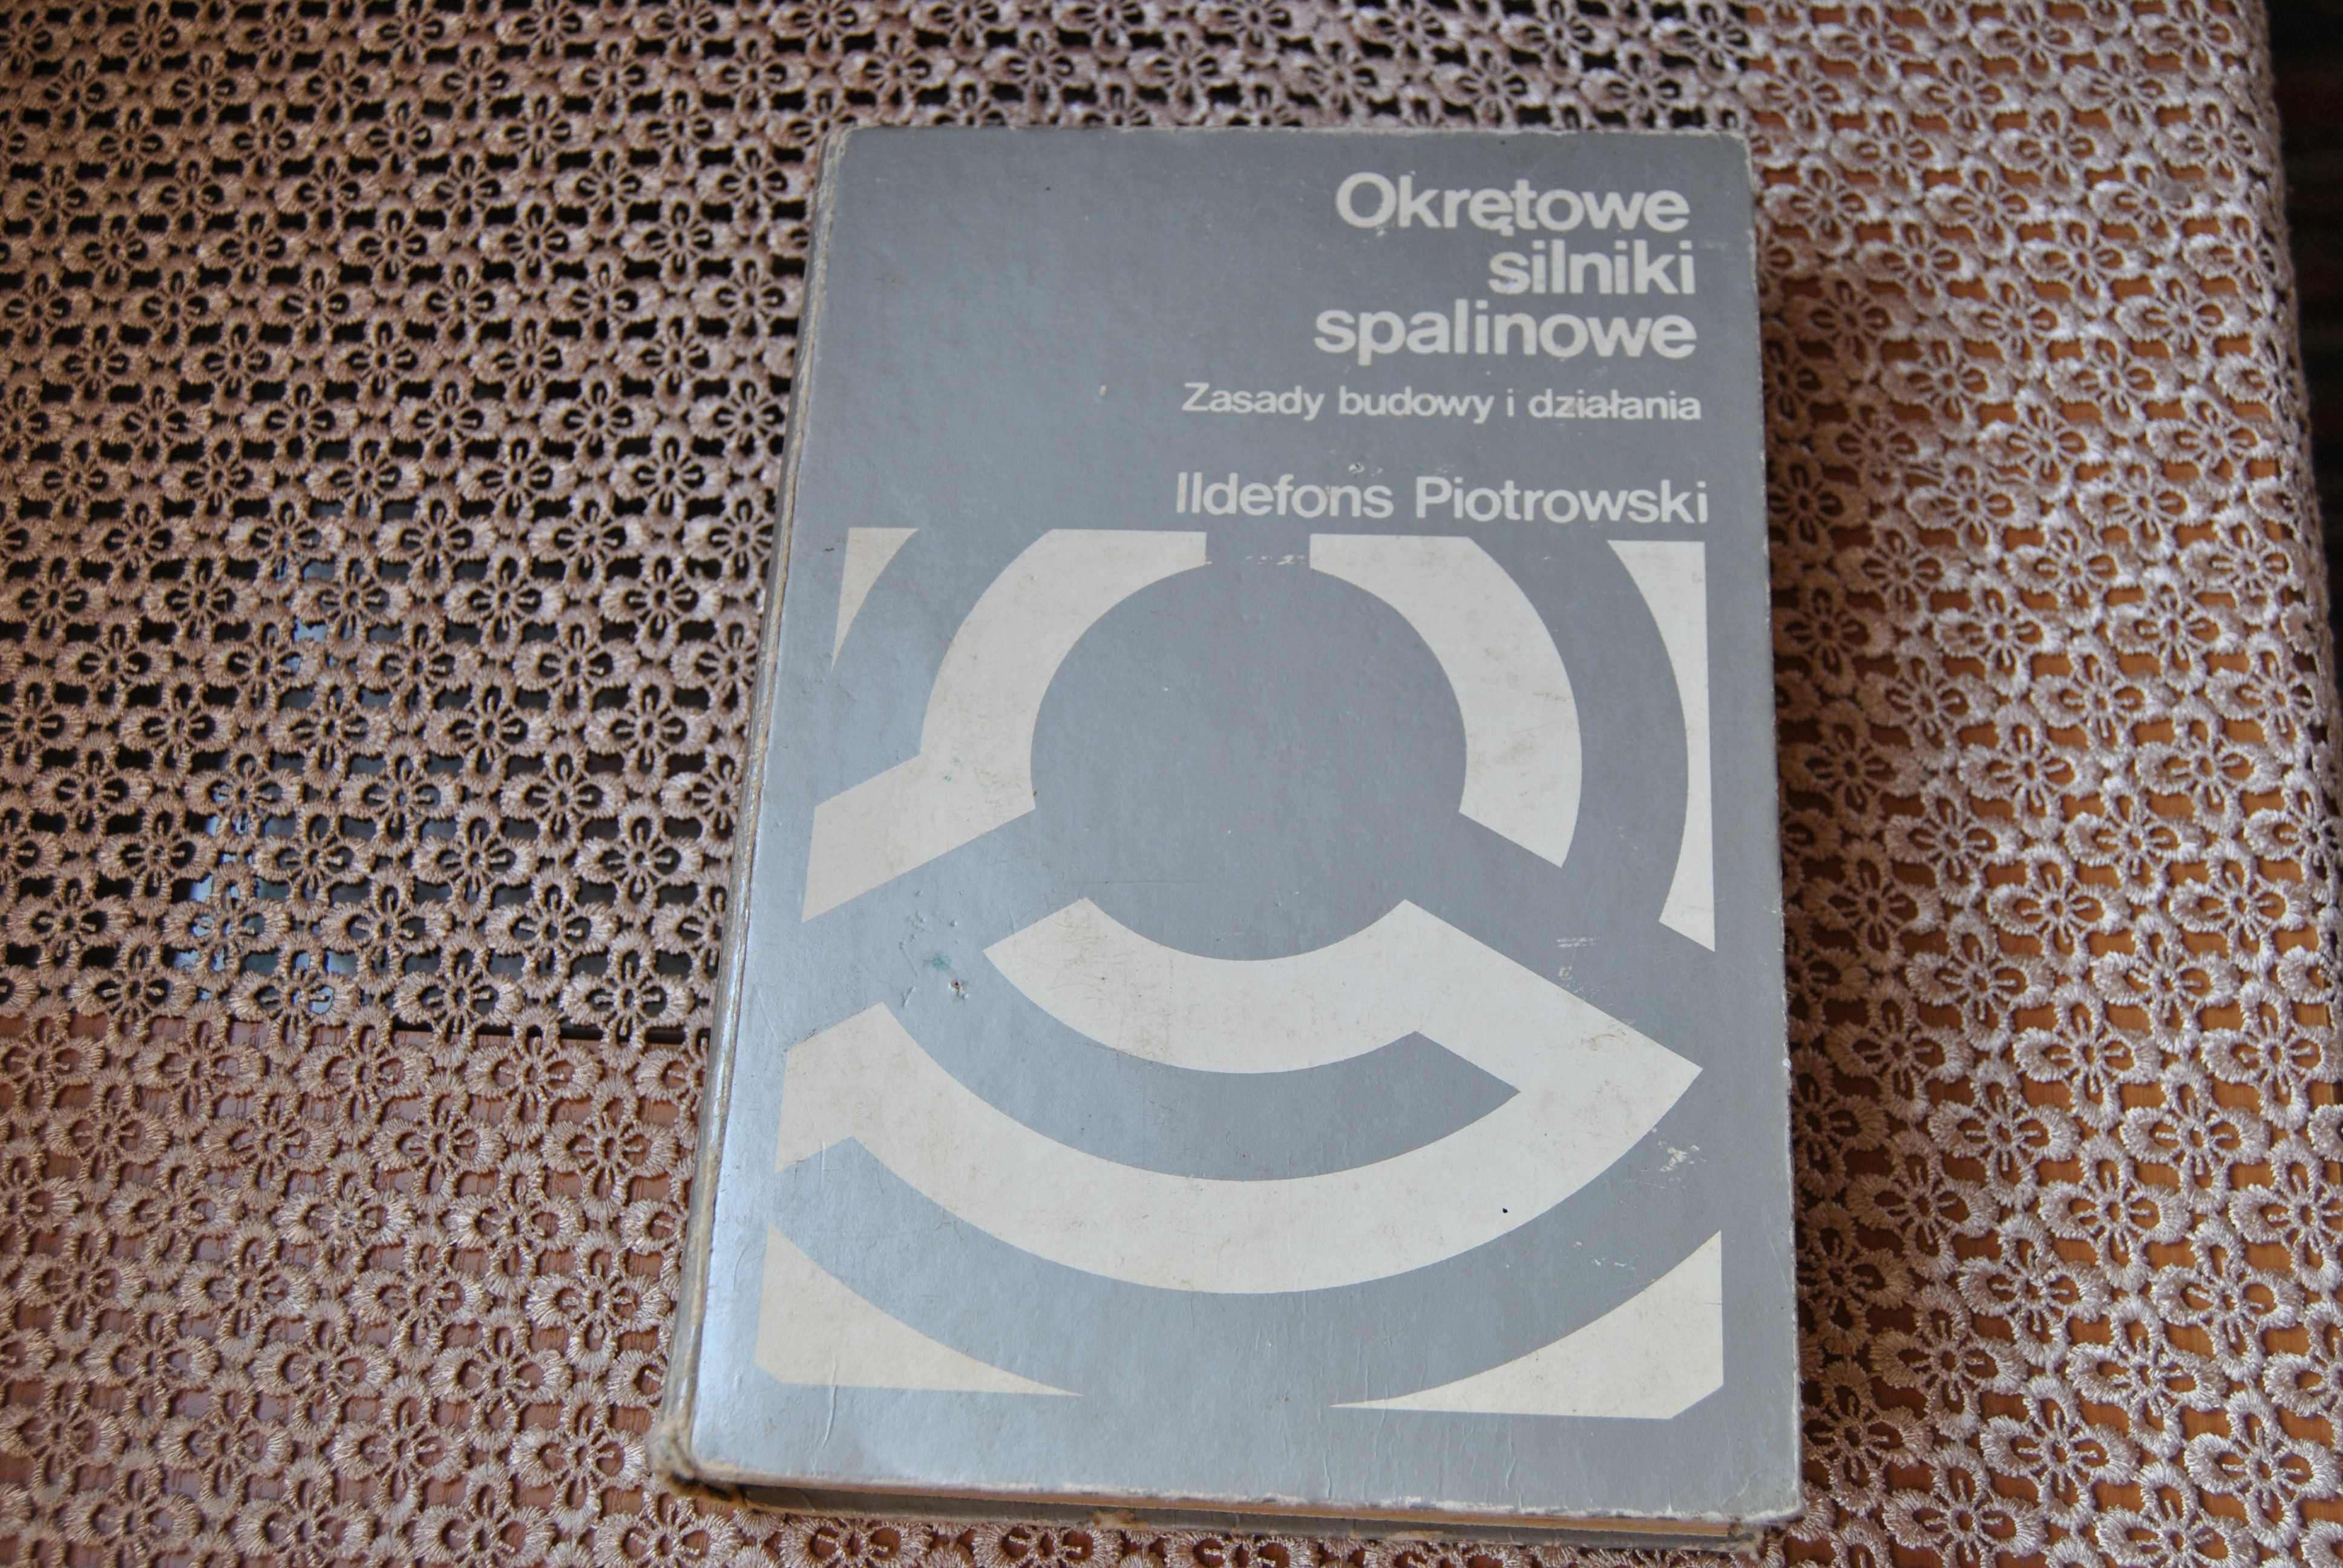 Okrętowe
silniki
spalinowe
Zasady budowy i działania
Ildefons Piotrowski